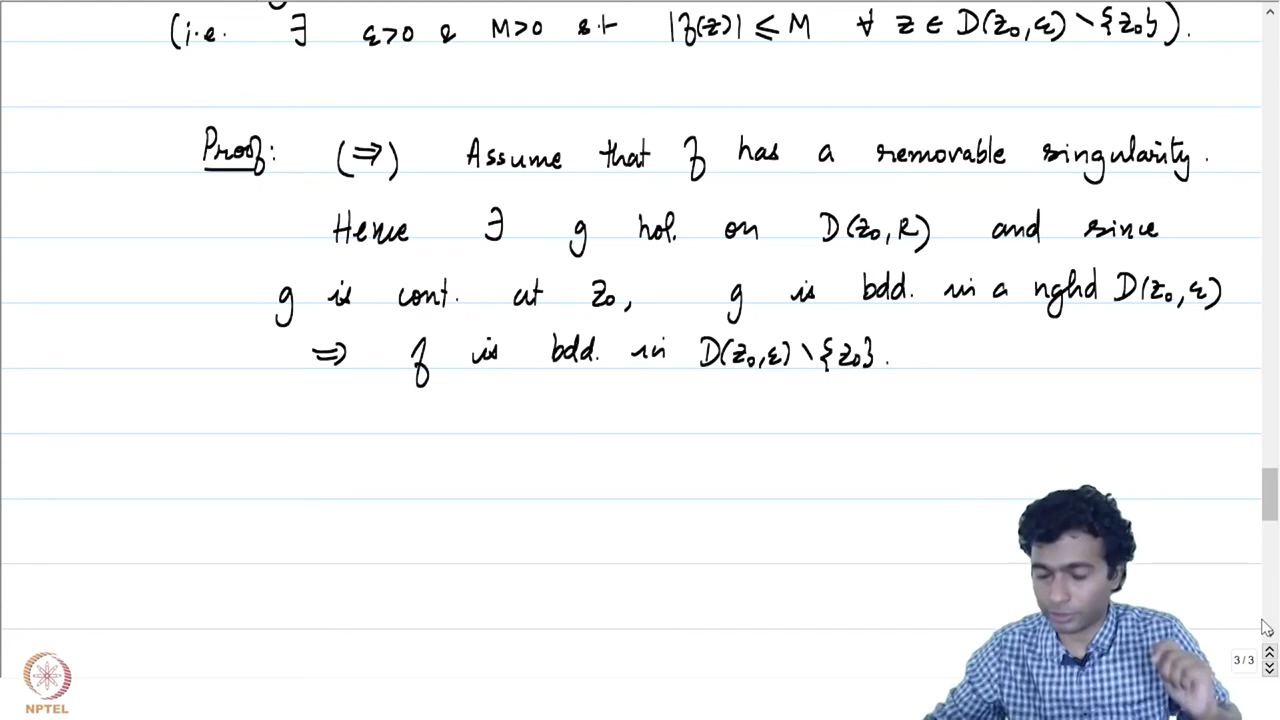 (i.e. ∃ ε>0 & M>0 s.t |f(z)| ≤ M ∀ z ∈ D(z₀,ε) \ {z₀}).
Proof: (⇒) Assume that f has a removable singularity.
Hence ∃ g hol. on D(z₀,R) and since
g is cont. at z₀, g is bdd. in a nghd D(z₀,ε)
⇒ f is bdd. in D(z₀,ε) \ {z₀}.
3 / 3
NPTEL